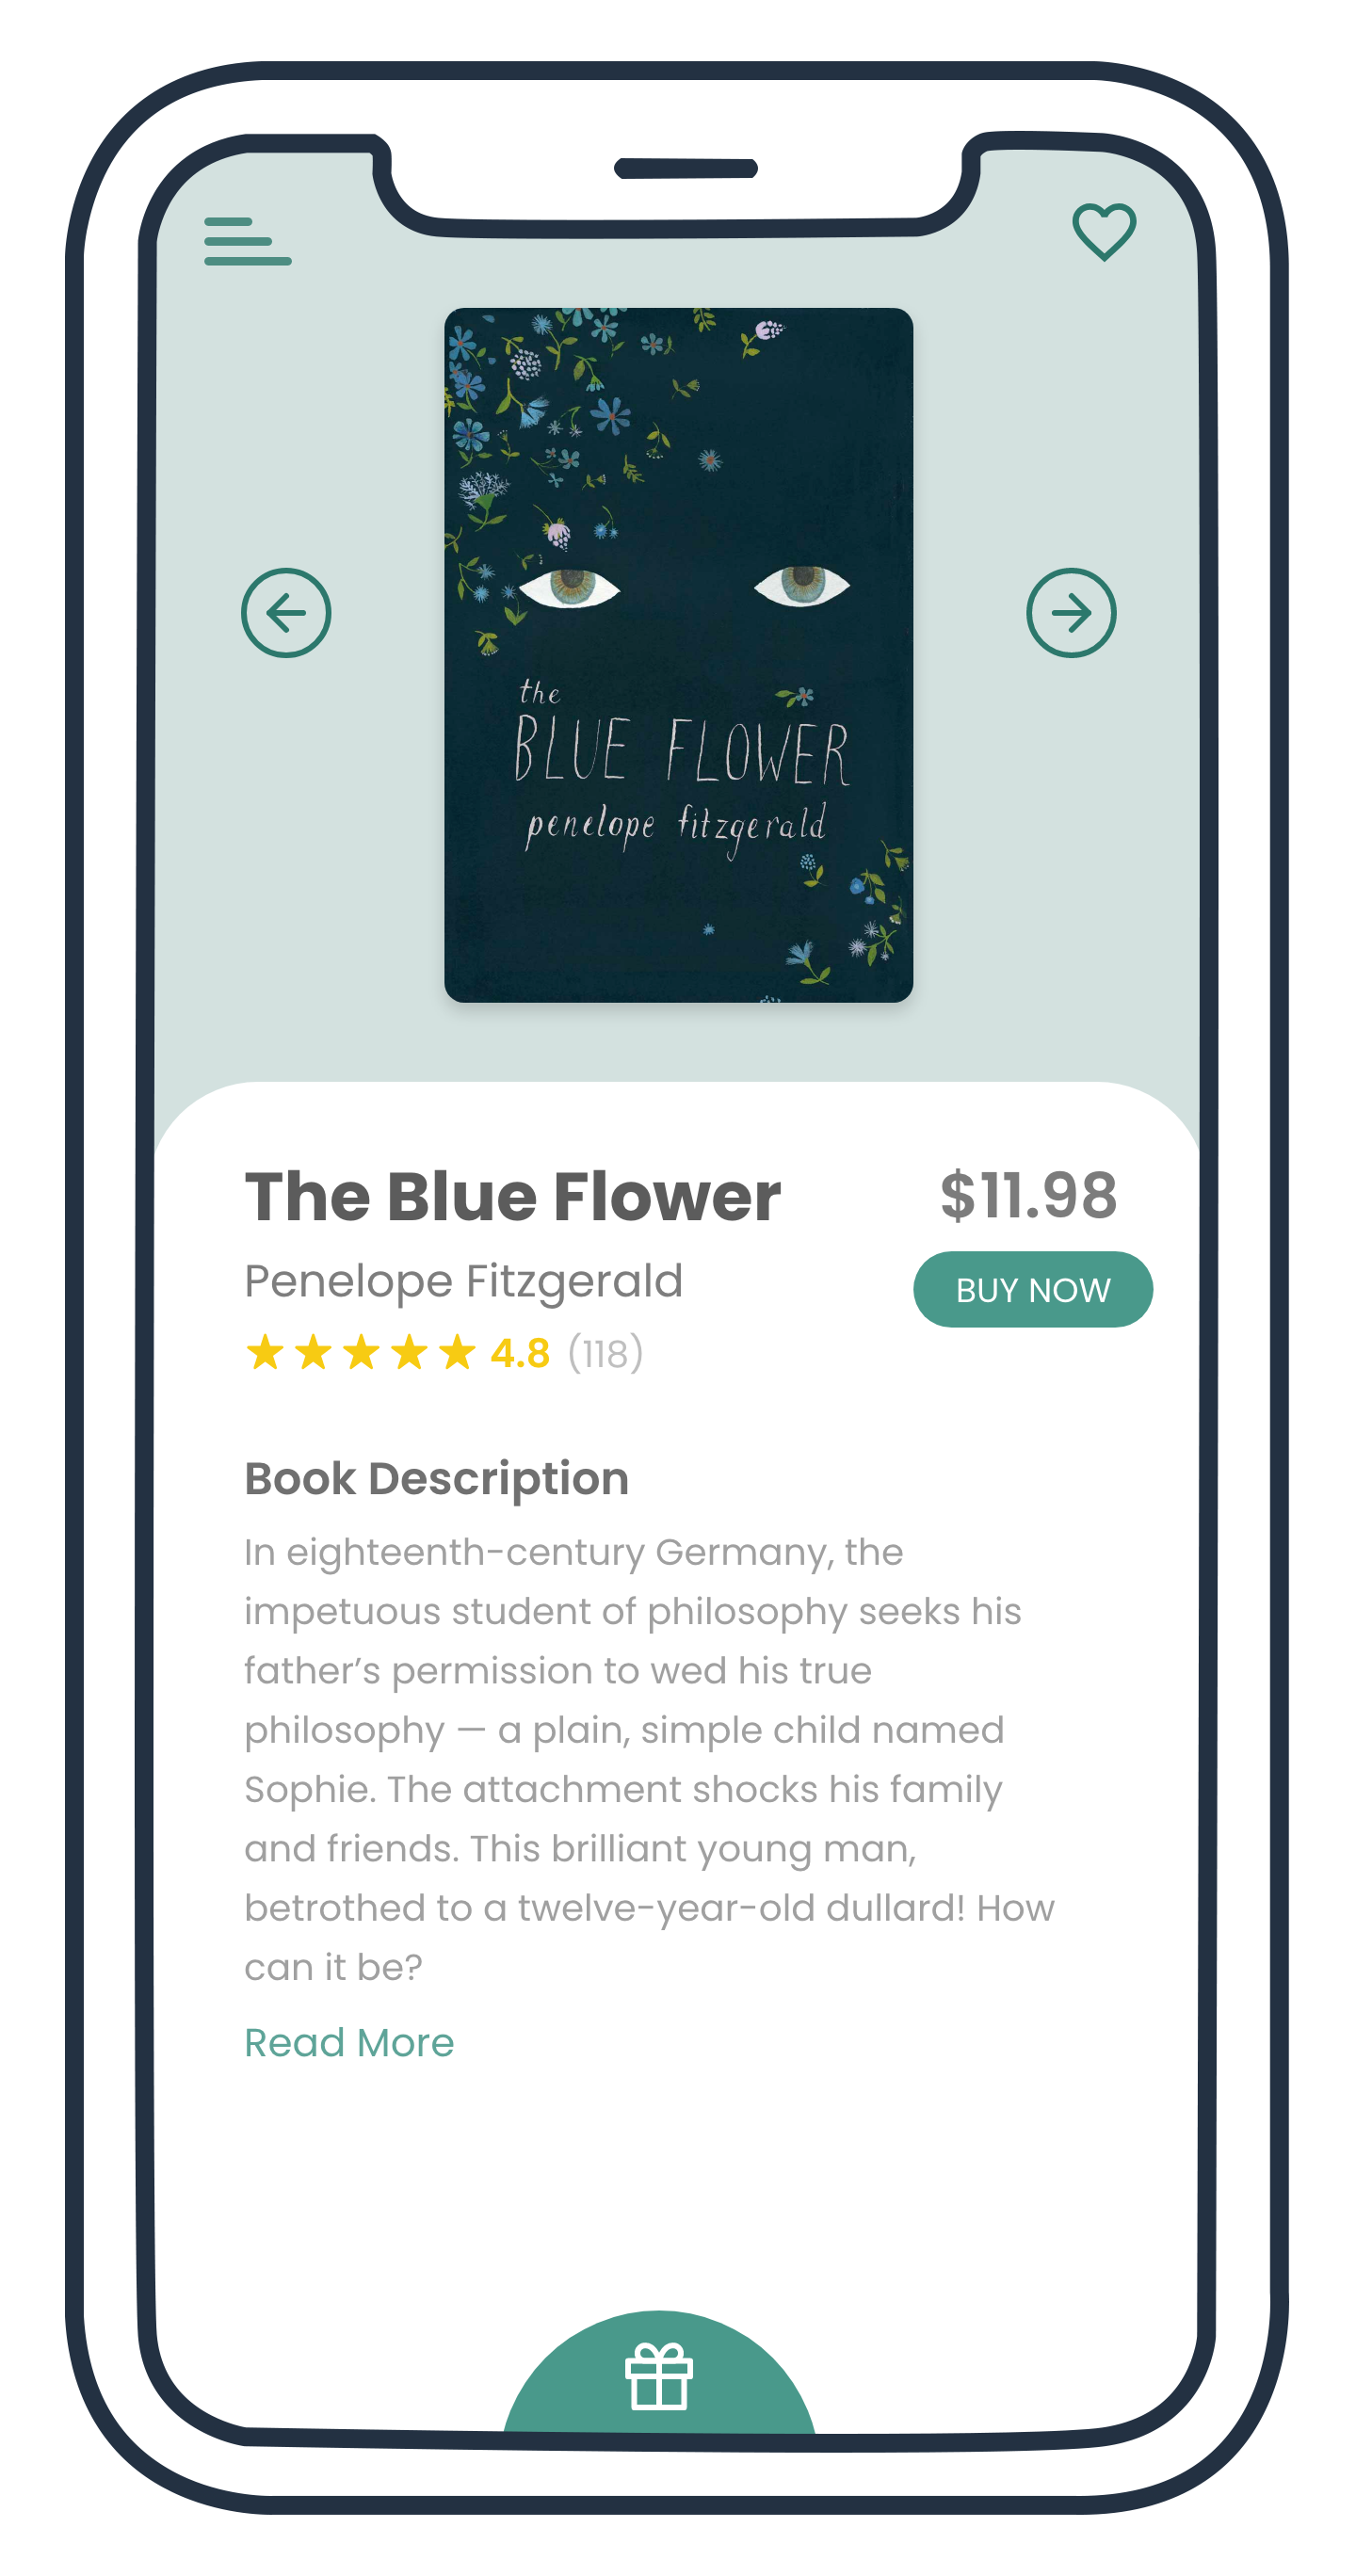 the
BLUE FLOWER
penelope fitzgerald
The Blue Flower
$11.98
Penelope Fitzgerald
BUY NOW
4.8 (118)
Book Description
In eighteenth-century Germany, the
impetuous student of philosophy seeks his
father’s permission to wed his true
philosophy — a plain, simple child named
Sophie. The attachment shocks his family
and friends. This brilliant young man,
betrothed to a twelve-year-old dullard! How
can it be?
Read More